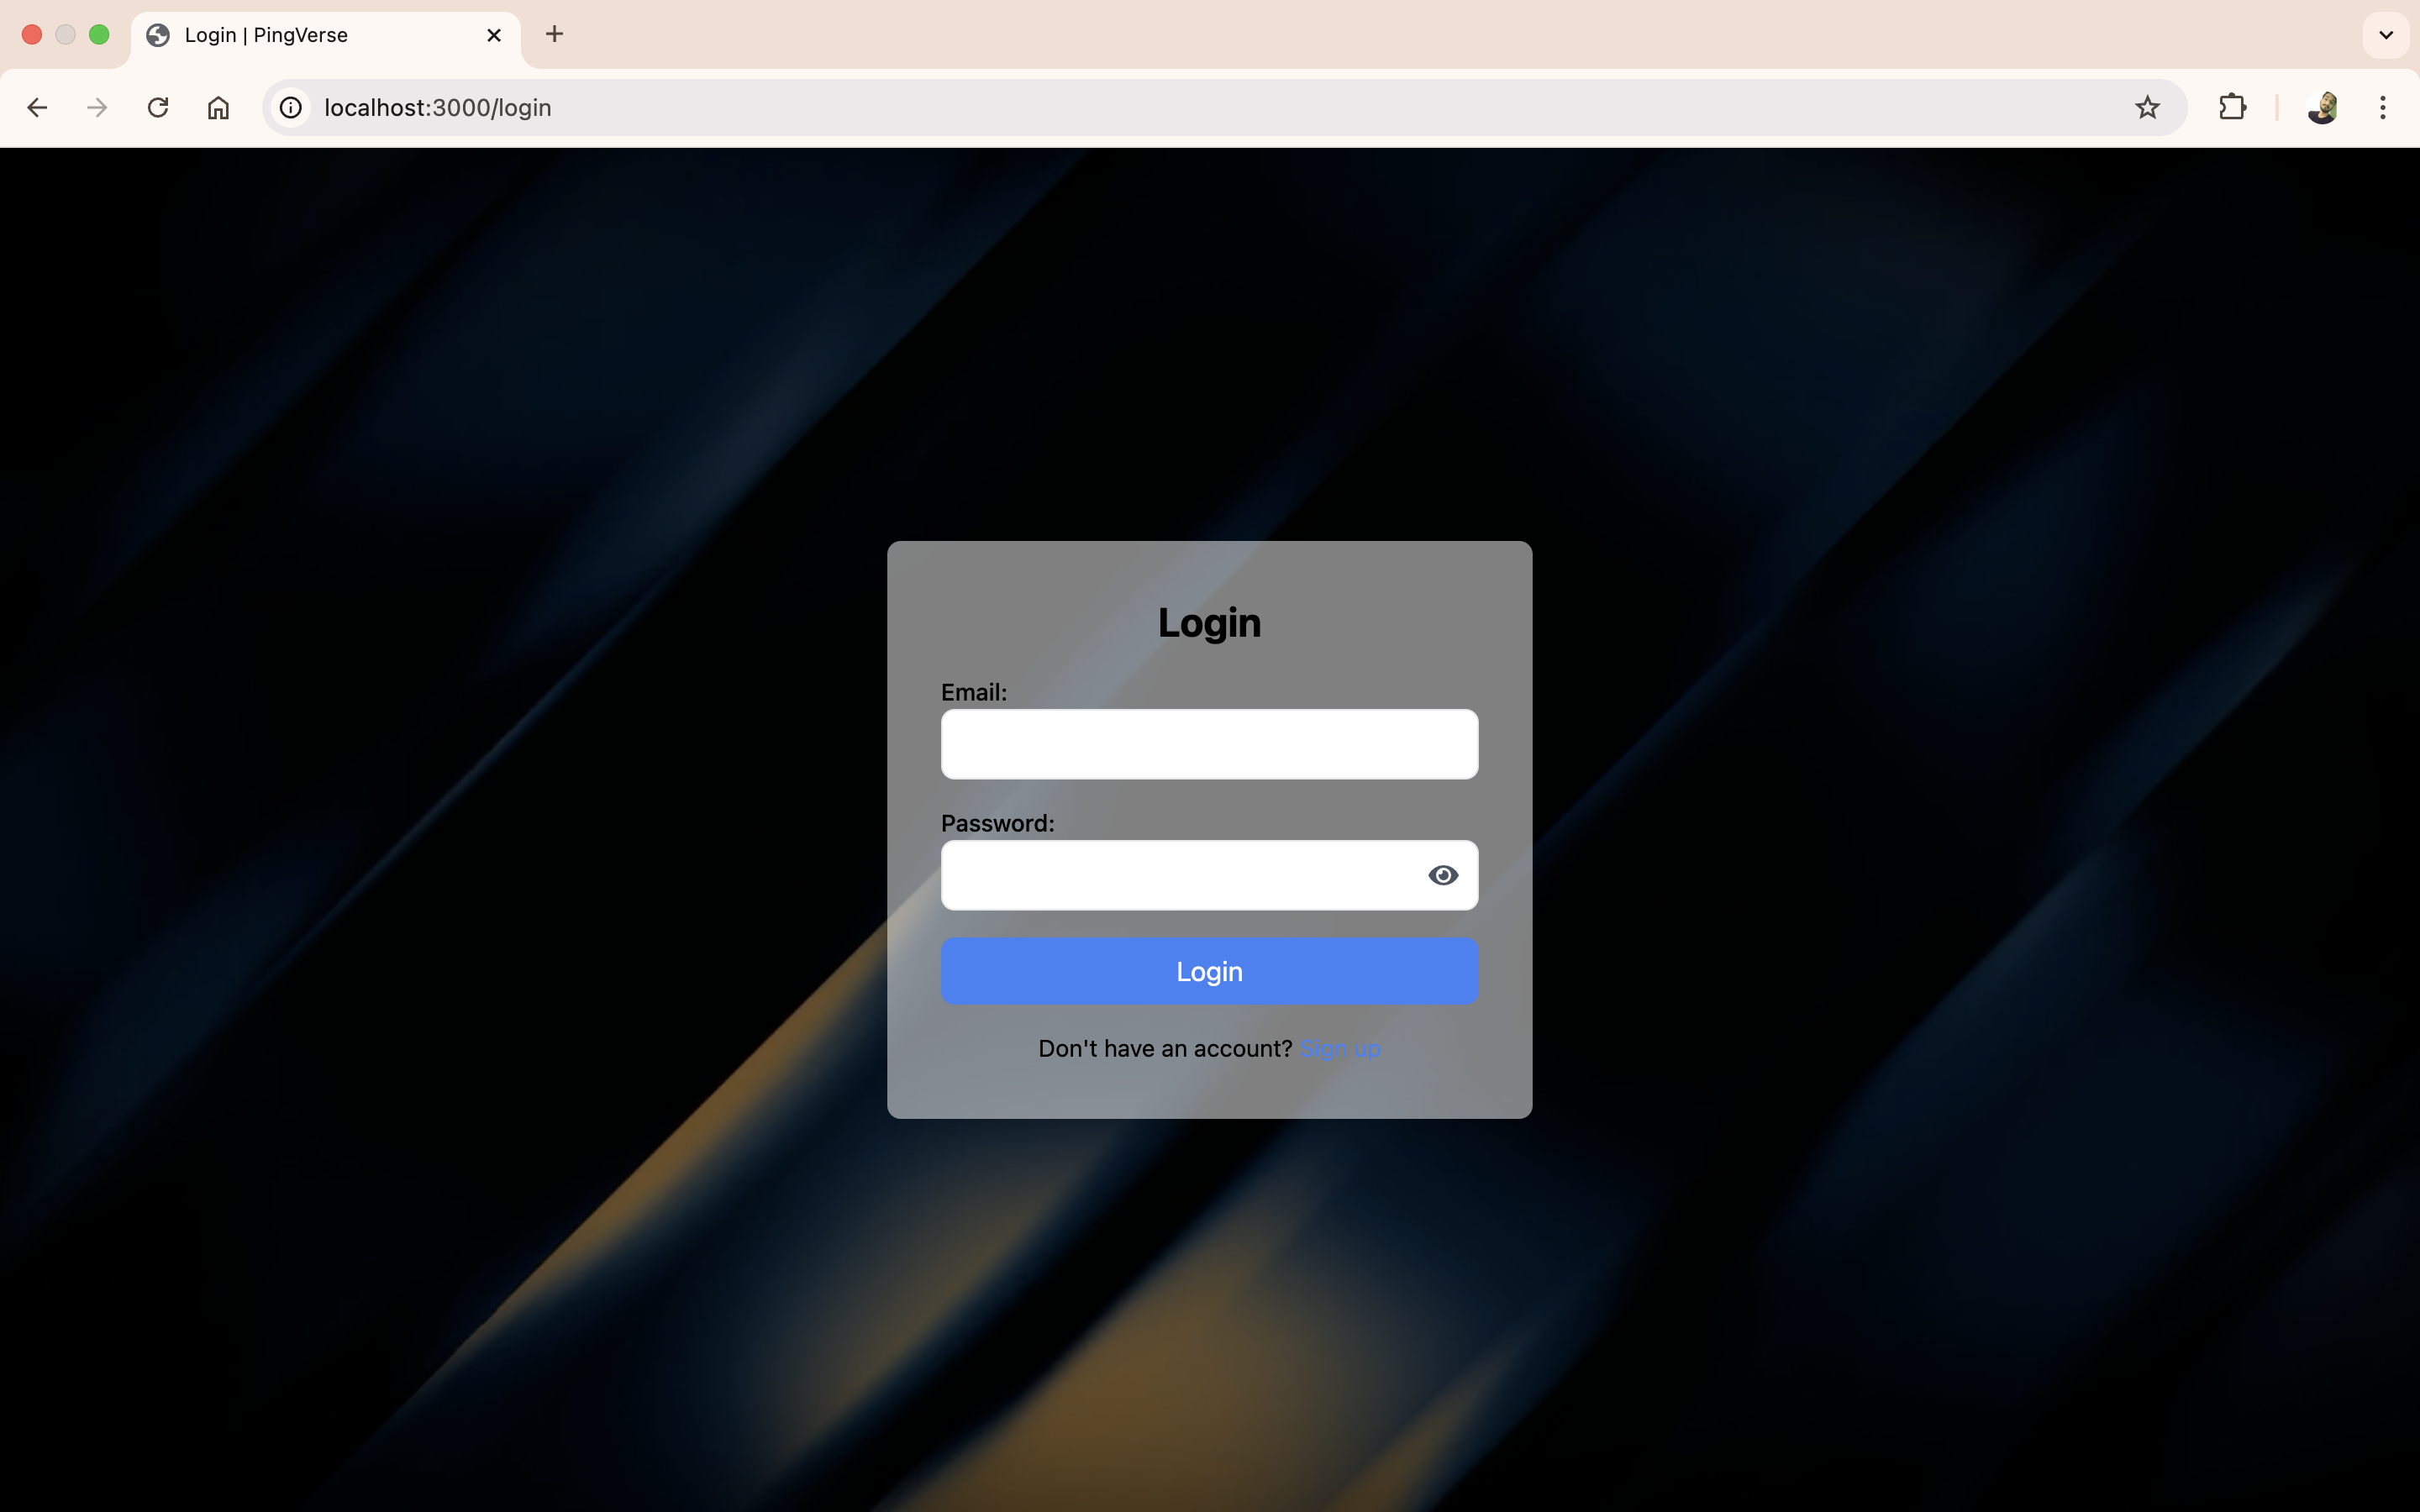 Login | PingVerse
localhost:3000/login
Login
Email:
Password:
Login
Don't have an account? Sign up